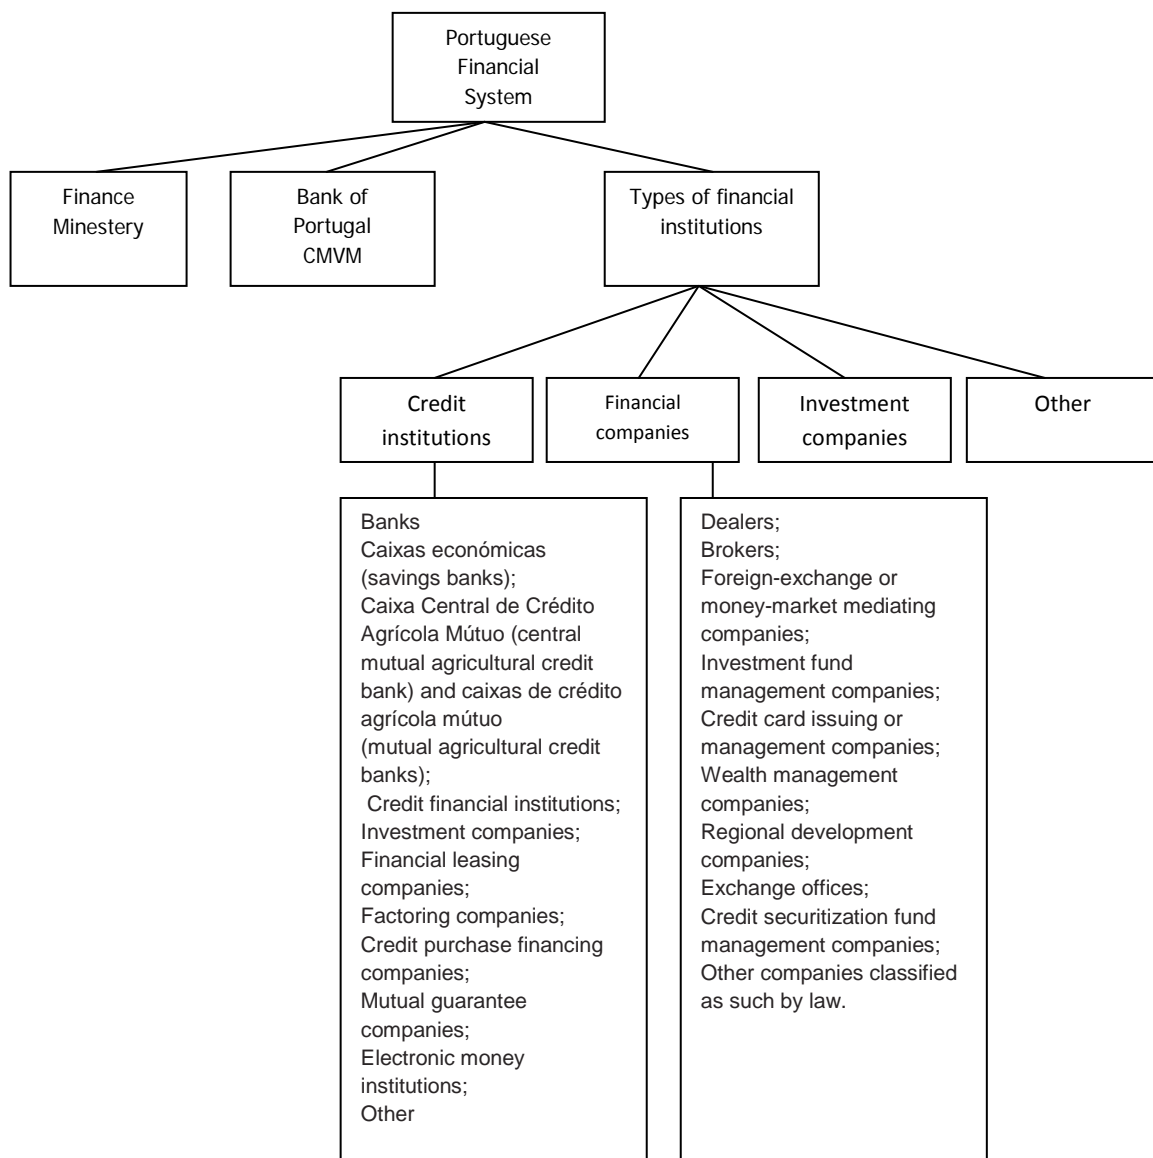 Portuguese
Financial
System
Finance
Minestery
Bank of
Portugal
CMVM
Types of financial
institutions
Credit
institutions
Financial
companies
Investment
companies
Other
Banks
Caixas económicas
(savings banks);
Caixa Central de Crédito
Agrícola Mútuo (central
mutual agricultural credit
bank) and caixas de crédito
agrícola mútuo
(mutual agricultural credit
banks);
Credit financial institutions;
Investment companies;
Financial leasing
companies;
Factoring companies;
Credit purchase financing
companies;
Mutual guarantee
companies;
Electronic money
institutions;
Other
Dealers;
Brokers;
Foreign-exchange or
money-market mediating
companies;
Investment fund
management companies;
Credit card issuing or
management companies;
Wealth management
companies;
Regional development
companies;
Exchange offices;
Credit securitization fund
management companies;
Other companies classified
as such by law.